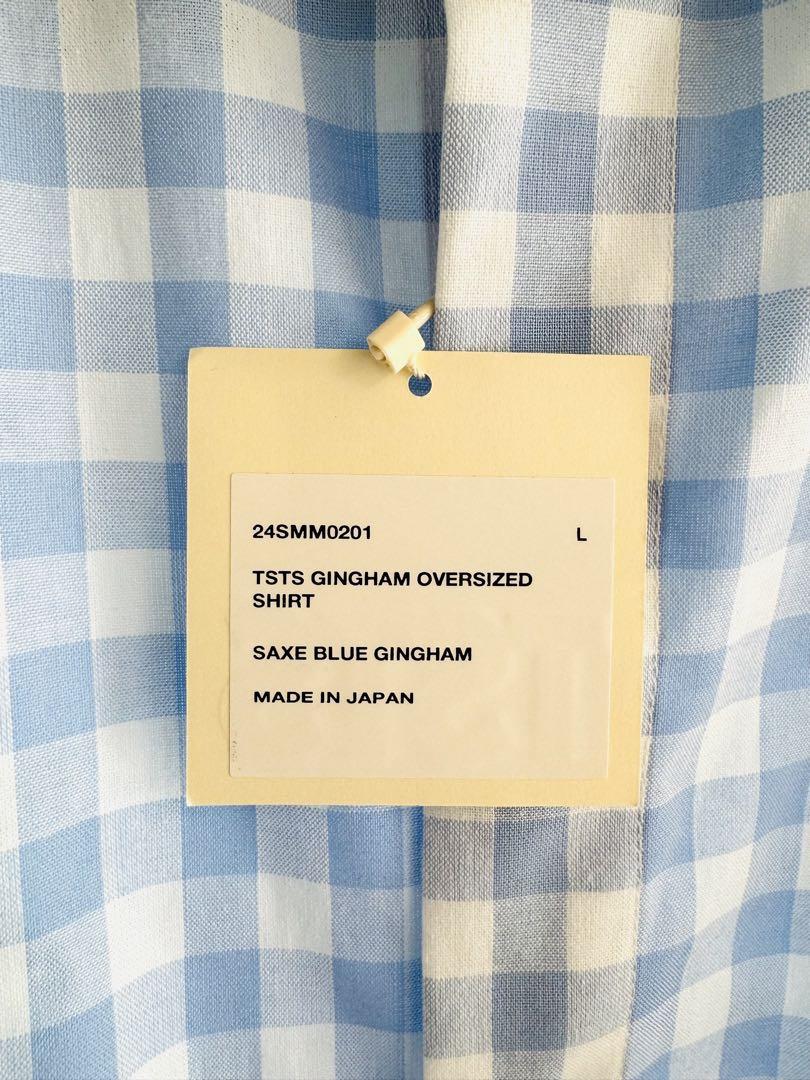 24SMM0201 L
TSTS GINGHAM OVERSIZED
SHIRT
SAXE BLUE GINGHAM
MADE IN JAPAN